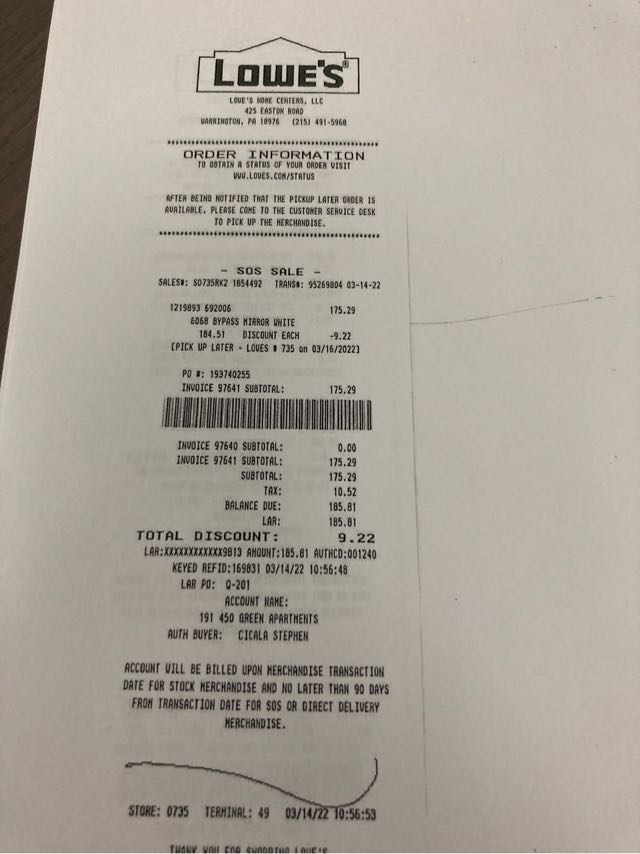 LOWE'S®
LOWE'S HOME CENTERS, LLC
425 EASTON ROAD
WARRINGTON, PA 18976 (215) 491-5960
ORDER INFORMATION
TO OBTAIN A STATUS OF YOUR ORDER VISIT
WWW.LOWES.COM/STATUS
AFTER BEING NOTIFIED THAT THE PICKUP LATER ORDER IS
AVAILABLE, PLEASE COME TO THE CUSTOMER SERVICE DESK
TO PICK UP THE MERCHANDISE.
- SOS SALE -
SALES#: S0735RK2 1854492 TRANS#: 95269804 03-14-22
1219893 692006 175.29
6068 BYPASS MIRROR WHITE
184.51 DISCOUNT EACH -9.22
[PICK UP LATER - LOWES # 735 on 03/16/2022]
PO #: 193740255
INVOICE 97641 SUBTOTAL: 175.29
INVOICE 97640 SUBTOTAL: 0.00
INVOICE 97641 SUBTOTAL: 175.29
SUBTOTAL: 175.29
TAX: 10.52
BALANCE DUE: 185.81
LAR: 185.81
TOTAL DISCOUNT: 9.22
LAR:XXXXXXXXXXXX9813 AMOUNT:185.81 AUTHCD:001240
KEYED REFID:169831 03/14/22 10:56:48
LAR PO: Q-201
ACCOUNT NAME:
191 450 GREEN APARTMENTS
AUTH BUYER: CICALA STEPHEN
ACCOUNT WILL BE BILLED UPON MERCHANDISE TRANSACTION
DATE FOR STOCK MERCHANDISE AND NO LATER THAN 90 DAYS
FROM TRANSACTION DATE FOR SOS OR DIRECT DELIVERY
MERCHANDISE.
STORE: 0735 TERMINAL: 49 03/14/22 10:56:53
THANK YOU FOR SHOPPING LOWE'S